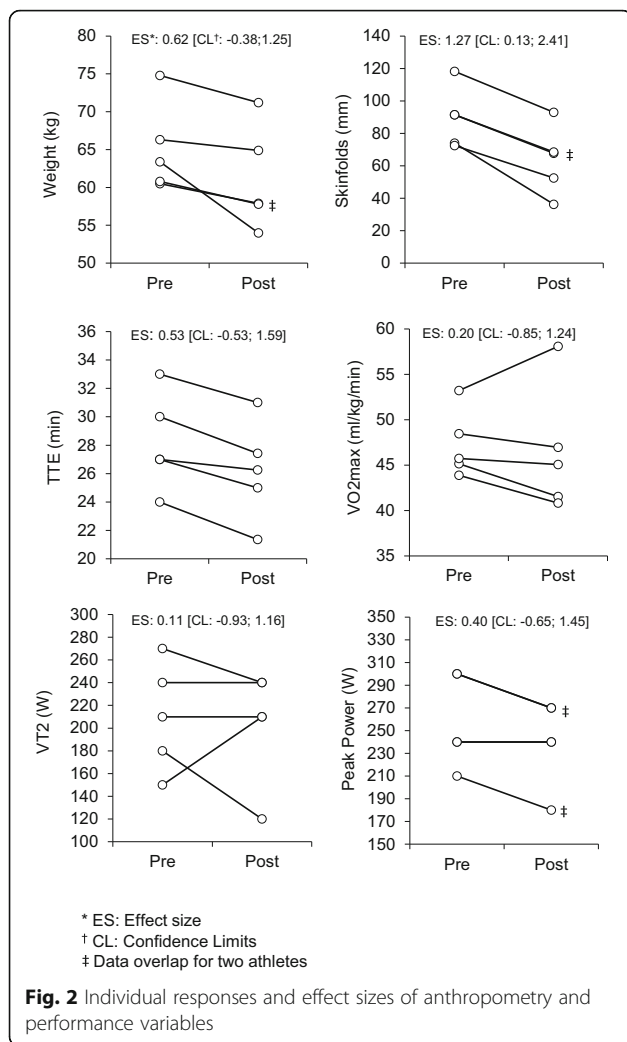 ES*: 0.62 [CL†: -0.38;1.25]
80
75
70
65
60
55
50
Weight (kg)
‡
Pre Post
ES: 1.27 [CL: 0.13; 2.41]
140
120
100
80
60
40
20
0
Skinfolds (mm)
‡
Pre Post
ES: 0.53 [CL: -0.53; 1.59]
36
34
32
30
28
26
24
22
20
TTE (min)
Pre Post
ES: 0.20 [CL: -0.85; 1.24]
60
55
50
45
40
35
VO2max (ml/kg/min)
Pre Post
ES: 0.11 [CL: -0.93; 1.16]
300
280
260
240
220
200
180
160
140
120
100
VT2 (W)
Pre Post
ES: 0.40 [CL: -0.65; 1.45]
350
330
310
290
270
250
230
210
190
170
150
Peak Power (W)
‡
‡
Pre Post
* ES: Effect size
† CL: Confidence Limits
‡ Data overlap for two athletes
Fig. 2 Individual responses and effect sizes of anthropometry and
performance variables